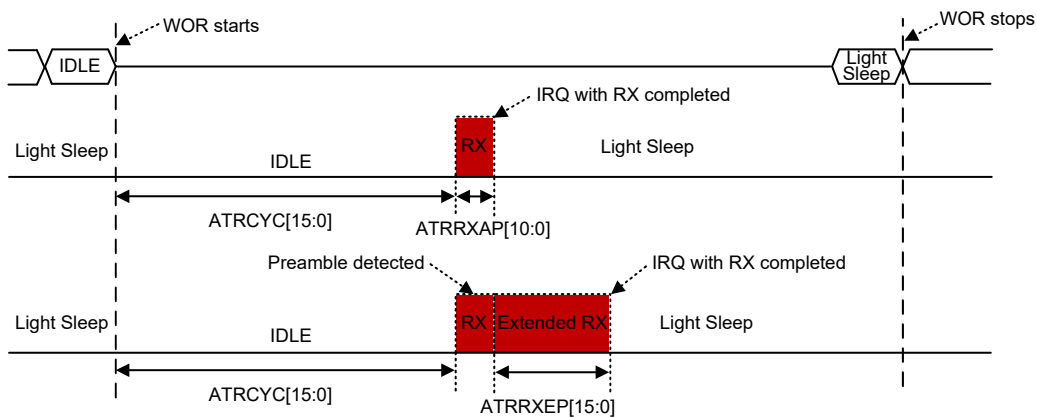 WOR starts
WOR stops
IDLE
Light
Sleep
IRQ with RX completed
Light Sleep
IDLE
RX
Light Sleep
ATRCYC[15:0]
ATRRXAP[10:0]
Preamble detected
IRQ with RX completed
Light Sleep
IDLE
RX
Extended RX
Light Sleep
ATRCYC[15:0]
ATRRXEP[15:0]